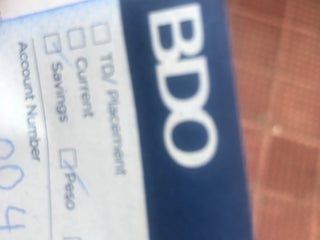 BDO
TD/ Placement
Current
Savings
Peso
Account Number
004